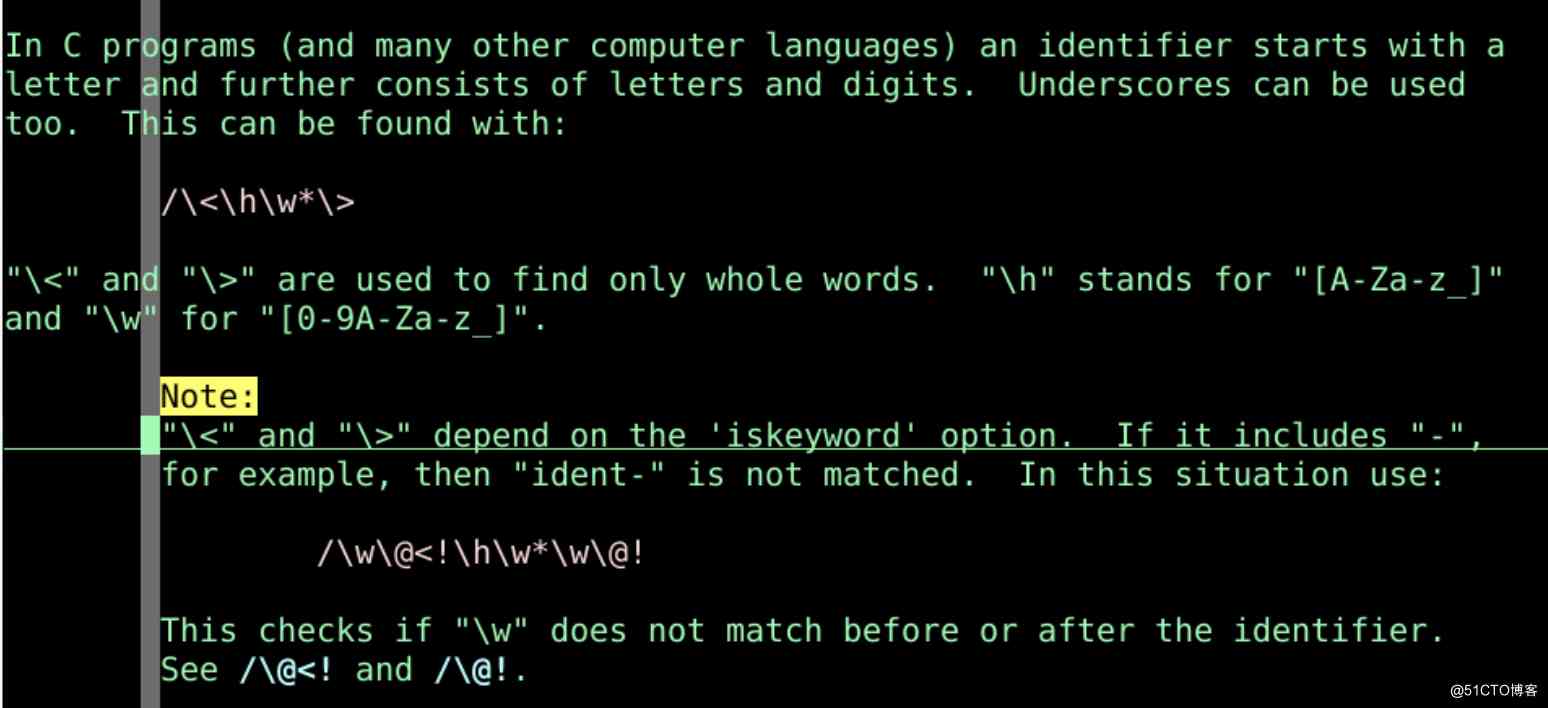 In C programs (and many other computer languages) an identifier starts with a
letter and further consists of letters and digits.  Underscores can be used
too.  This can be found with:
/\<\h\w*\>
"\<" and "\>" are used to find only whole words.  "\h" stands for "[A-Za-z_]"
and "\w" for "[0-9A-Za-z_]".
Note:
"\<" and "\>" depend on the 'iskeyword' option.  If it includes "-",
for example, then "ident-" is not matched.  In this situation use:
/\w\@<!\h\w*\w\@!
This checks if "\w" does not match before or after the identifier.
See /\@<! and /\@!.
@51CTO博客